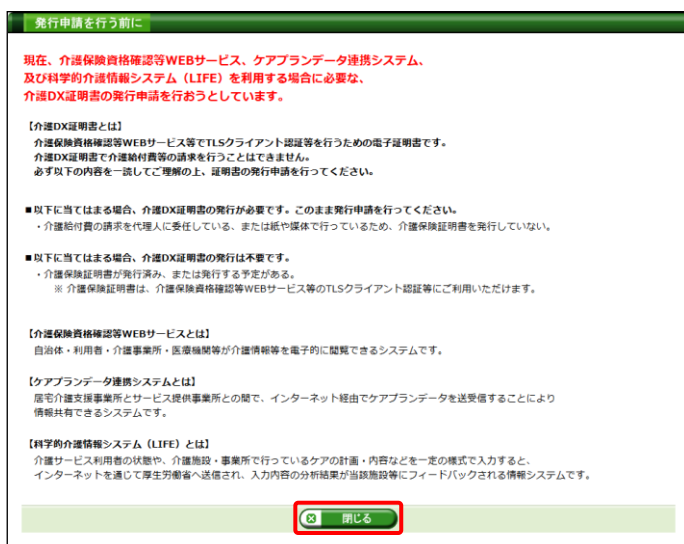 発行申請を行う前に
現在、介護保険資格確認等WEBサービス、ケアプランデータ連携システム、
及び科学的介護情報システム（LIFE）を利用する場合に必要な、
介護DX証明書の発行申請を行おうとしています。
【介護DX証明書とは】
介護保険資格確認等WEBサービス等でTLSクライアント認証等を行うための電子証明書です。
介護DX証明書で介護給付費等の請求を行うことはできません。
必ず以下の内容を一読してご理解の上、証明書の発行申請を行ってください。
■以下に当てはまる場合、介護DX証明書の発行が必要です。このまま発行申請を行ってください。
・介護給付費の請求を代理人に委任している、または紙や媒体で行っているため、介護保険証明書を発行していない。
■以下に当てはまる場合、介護DX証明書の発行は不要です。
・介護保険証明書が発行済み、または発行する予定がある。
※ 介護保険証明書は、介護保険資格確認等WEBサービス等のTLSクライアント認証等にご利用いただけます。
【介護保険資格確認等WEBサービスとは】
自治体・利用者・介護事業所・医療機関等が介護情報等を電子的に閲覧できるシステムです。
【ケアプランデータ連携システムとは】
居宅介護支援事業所とサービス提供事業所との間で、インターネット経由でケアプランデータを送受信することにより
情報共有できるシステムです。
【科学的介護情報システム（LIFE）とは】
介護サービス利用者の状態や、介護施設・事業所で行っているケアの計画・内容などを一定の様式で入力すると、
インターネットを通じて厚生労働省へ送信され、入力内容の分析結果が当該施設等にフィードバックされる情報システムです。
閉じる